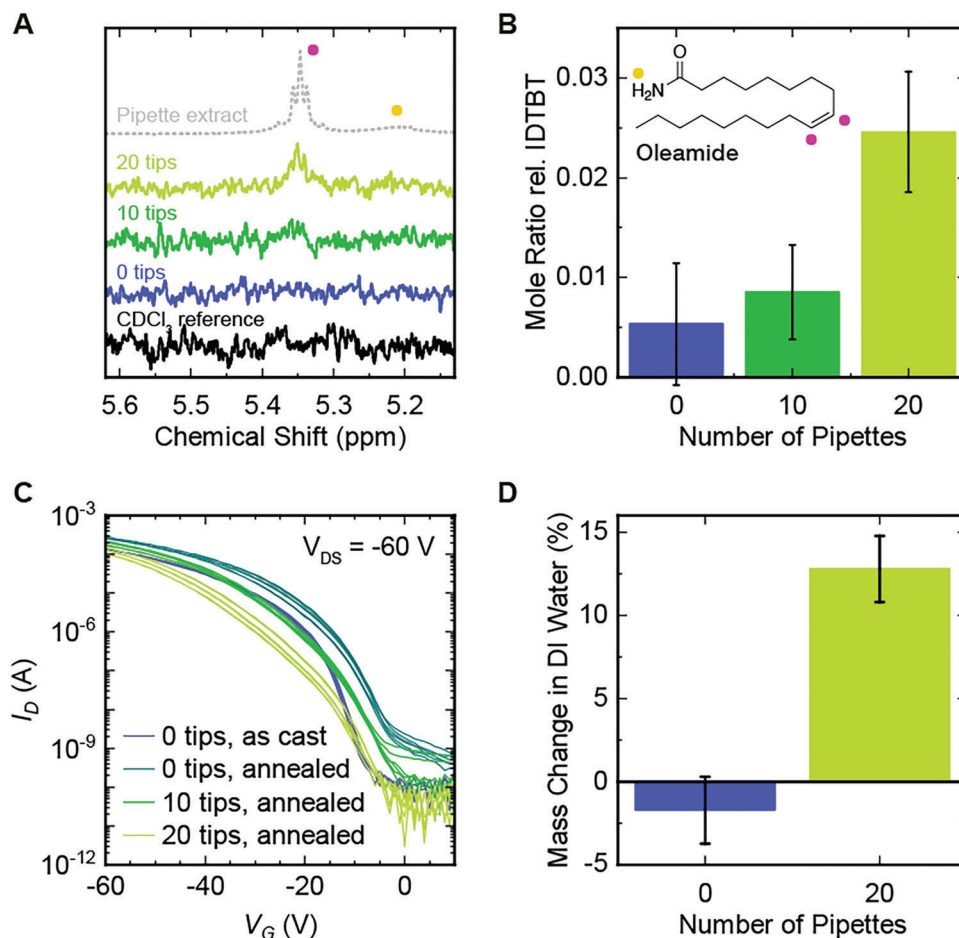 A
Pipette extract
20 tips
10 tips
0 tips
CDCl3 reference
5.6 5.5 5.4 5.3 5.2
Chemical Shift (ppm)
B
Mole Ratio rel. IDTBT
0.03
0.02
0.01
0.00
O
H2N
Oleamide
0 10 20
Number of Pipettes
C
ID (A)
10-3
10-6
10-9
10-12
VDS = -60 V
0 tips, as cast
0 tips, annealed
10 tips, annealed
20 tips, annealed
-60 -40 -20 0
VG (V)
D
Mass Change in DI Water (%)
15
10
5
0
-5
0 20
Number of Pipettes